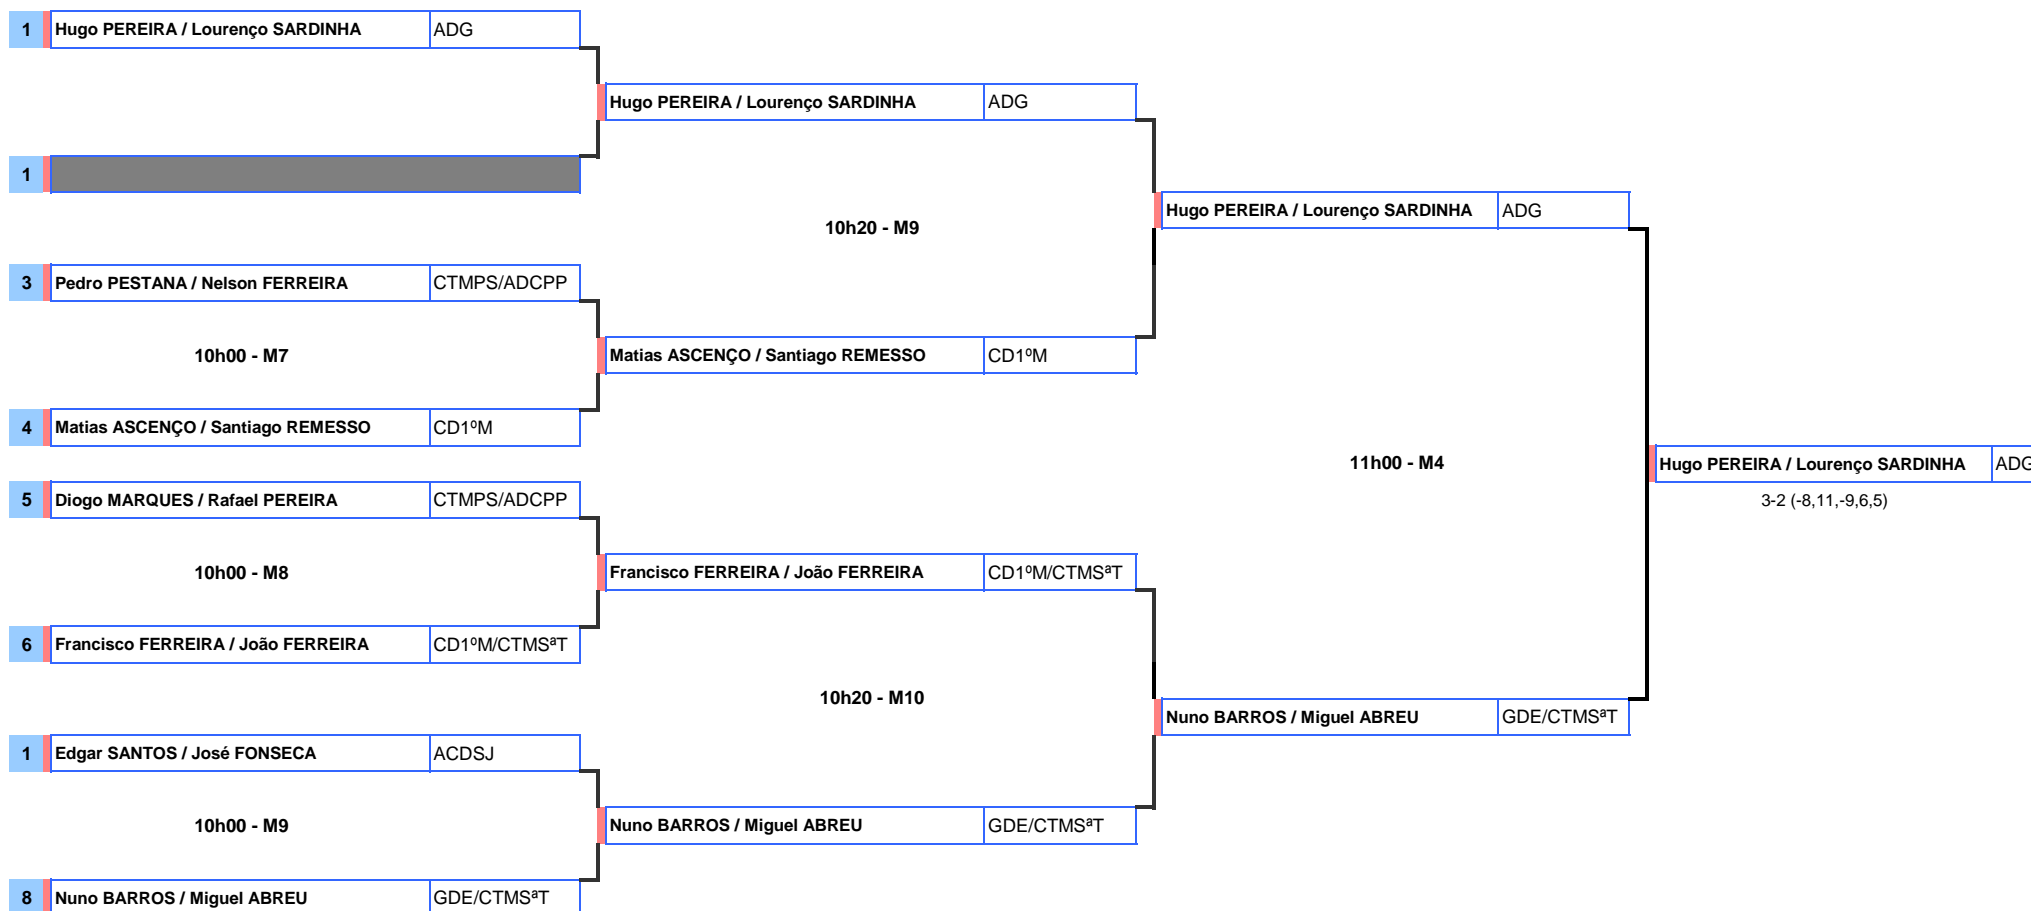 1 Hugo PEREIRA / Lourenço SARDINHA ADG
Hugo PEREIRA / Lourenço SARDINHA ADG
1
Hugo PEREIRA / Lourenço SARDINHA ADG
10h20 - M9
3 Pedro PESTANA / Nelson FERREIRA CTMPS/ADCPP
10h00 - M7
Matias ASCENÇO / Santiago REMESSO CD1ºM
4 Matias ASCENÇO / Santiago REMESSO CD1ºM
11h00 - M4
Hugo PEREIRA / Lourenço SARDINHA ADG
5 Diogo MARQUES / Rafael PEREIRA CTMPS/ADCPP
3-2 (-8,11,-9,6,5)
10h00 - M8
Francisco FERREIRA / João FERREIRA CD1ºM/CTMSªT
6 Francisco FERREIRA / João FERREIRA CD1ºM/CTMSªT
10h20 - M10
Nuno BARROS / Miguel ABREU GDE/CTMSªT
1 Edgar SANTOS / José FONSECA ACDSJ
10h00 - M9
Nuno BARROS / Miguel ABREU GDE/CTMSªT
8 Nuno BARROS / Miguel ABREU GDE/CTMSªT